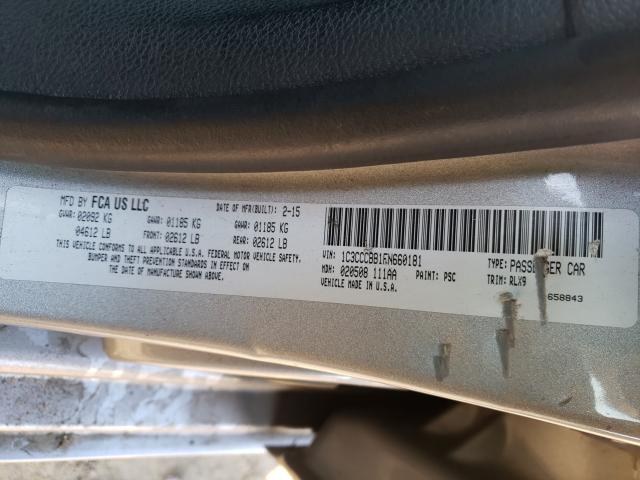 MFD BY FCA US LLC DATE OF MFR(BUILT): 2-15
GVWR: 02092 KG GAWR: 01185 KG GAWR: 01185 KG
04612 LB FRONT: 02612 LB REAR: 02612 LB
THIS VEHICLE CONFORMS TO ALL APPLICABLE U.S.A. FEDERAL MOTOR VEHICLE SAFETY,
BUMPER AND THEFT PREVENTION STANDARDS IN EFFECT ON
THE DATE OF MANUFACTURE SHOWN ABOVE.
TYPE: PASSENGER CAR
MDH: 020508 111AA PAINT: PSC TRIM: RLX9
VEHICLE MADE IN U.S.A.
658843